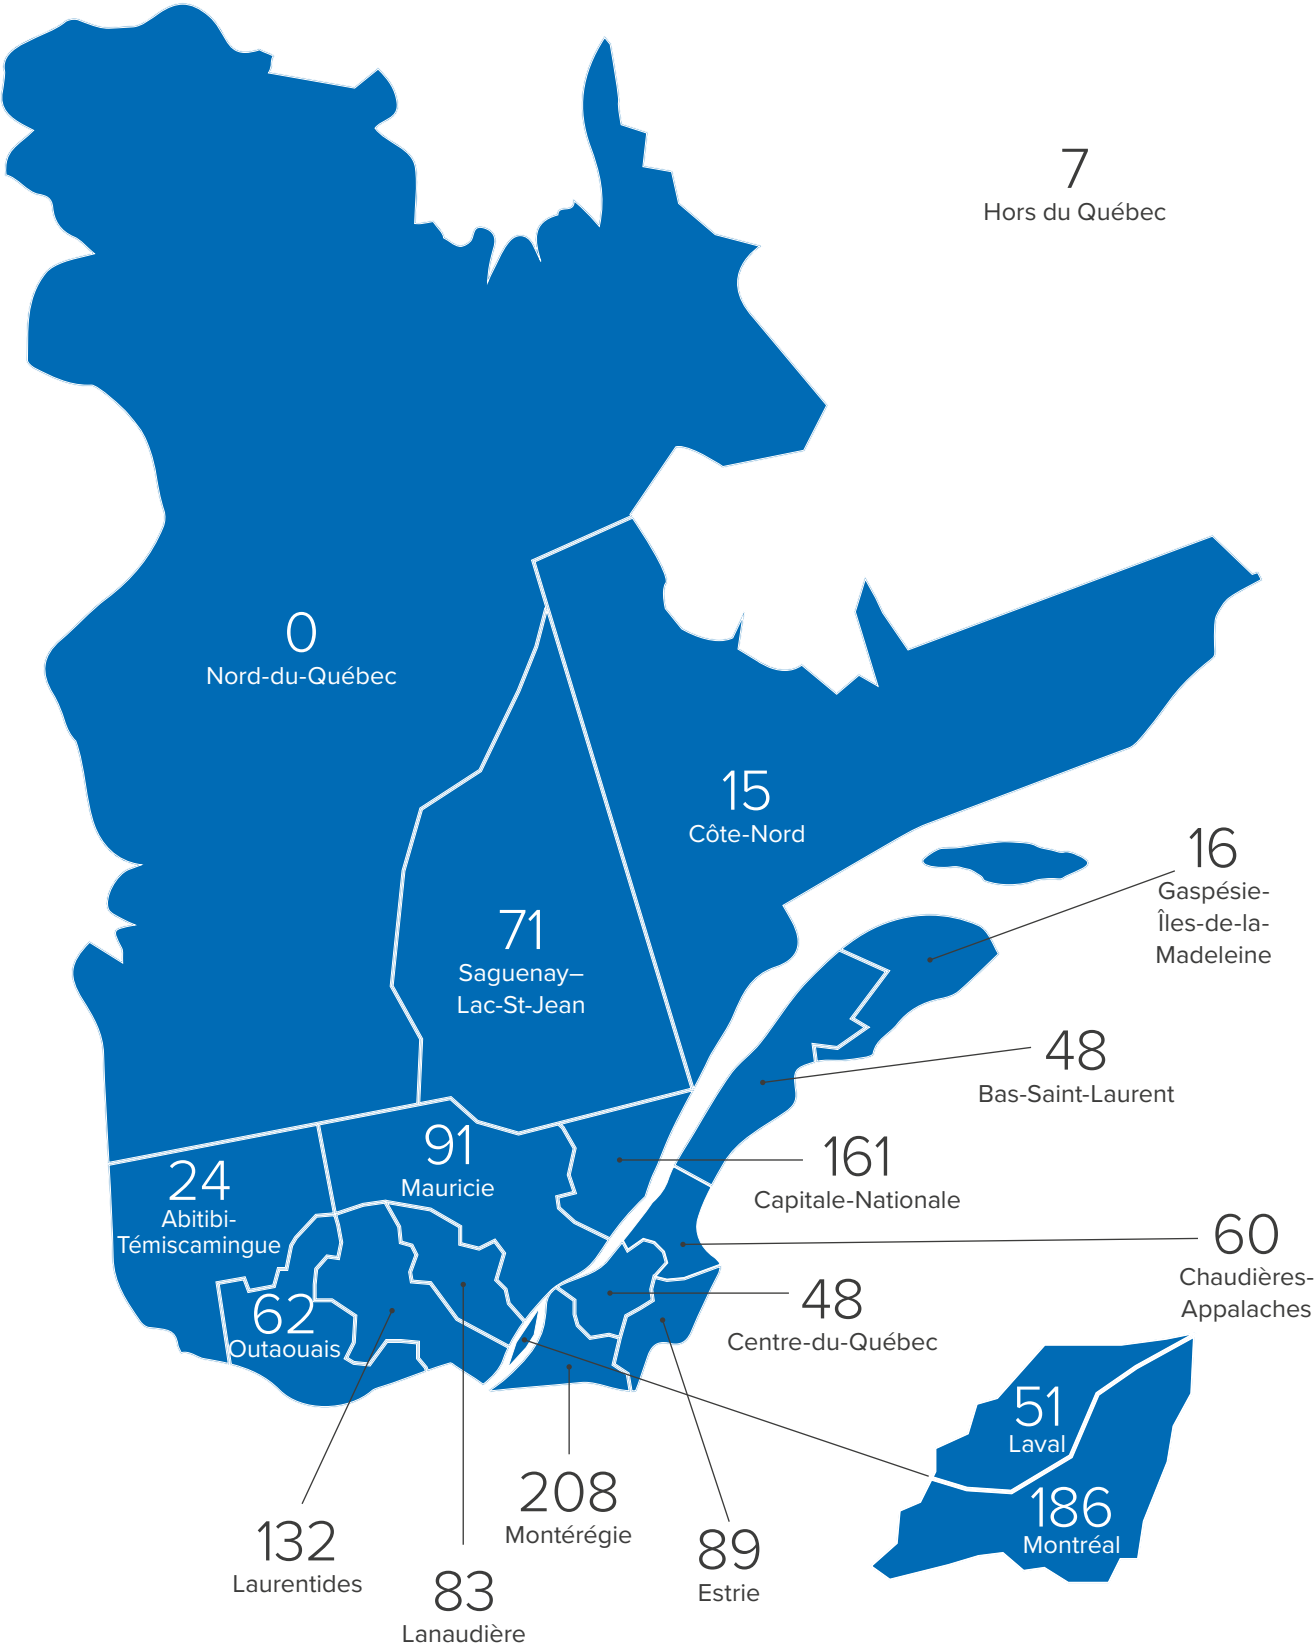 7
Hors du Québec
0
Nord-du-Québec
15
Côte-Nord
16
Gaspésie-
Îles-de-la-
Madeleine
71
Saguenay–
Lac-St-Jean
48
Bas-Saint-Laurent
91
Mauricie
161
Capitale-Nationale
24
Abitibi-
Témiscamingue
60
Chaudières-
Appalaches
62
Outaouais
48
Centre-du-Québec
51
Laval
186
Montréal
208
Montérégie
132
Laurentides
89
Estrie
83
Lanaudière